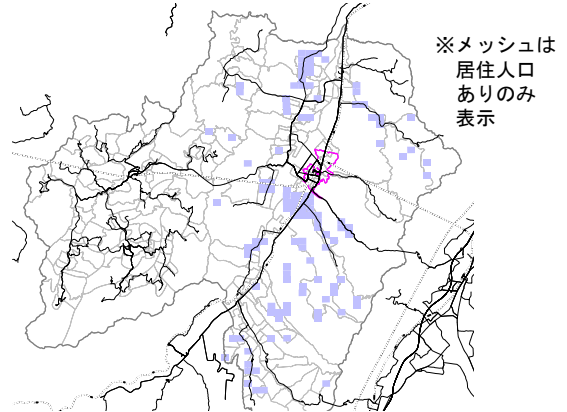 ※メッシュは
居住人口
ありのみ
表示